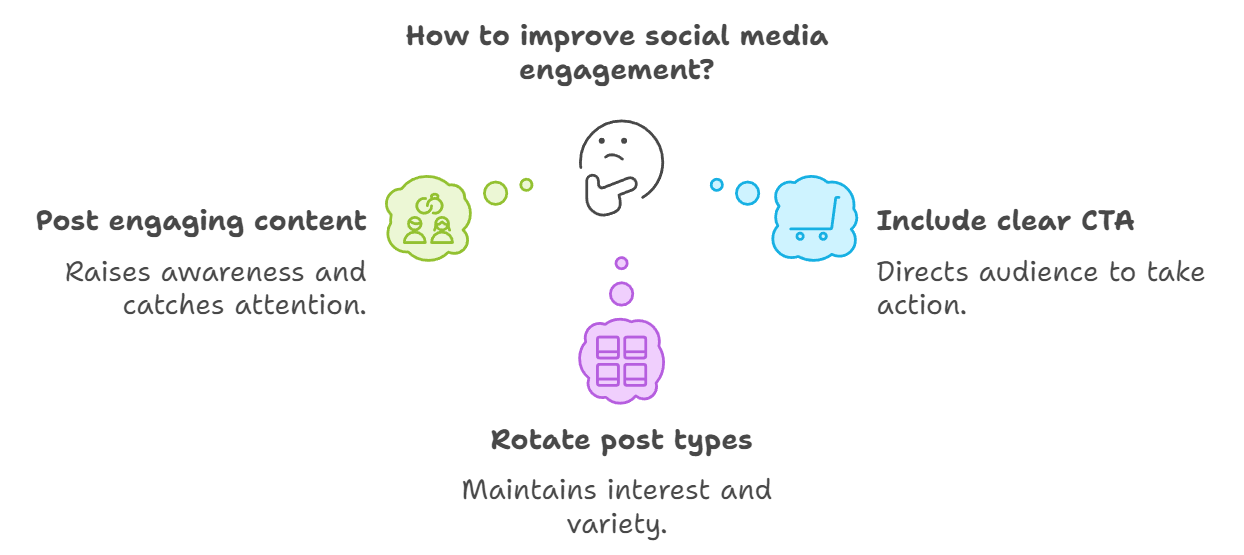 How to improve social media
engagement?
Post engaging content
Raises awareness and
catches attention.
Include clear CTA
Directs audience to take
action.
Rotate post types
Maintains interest and
variety.